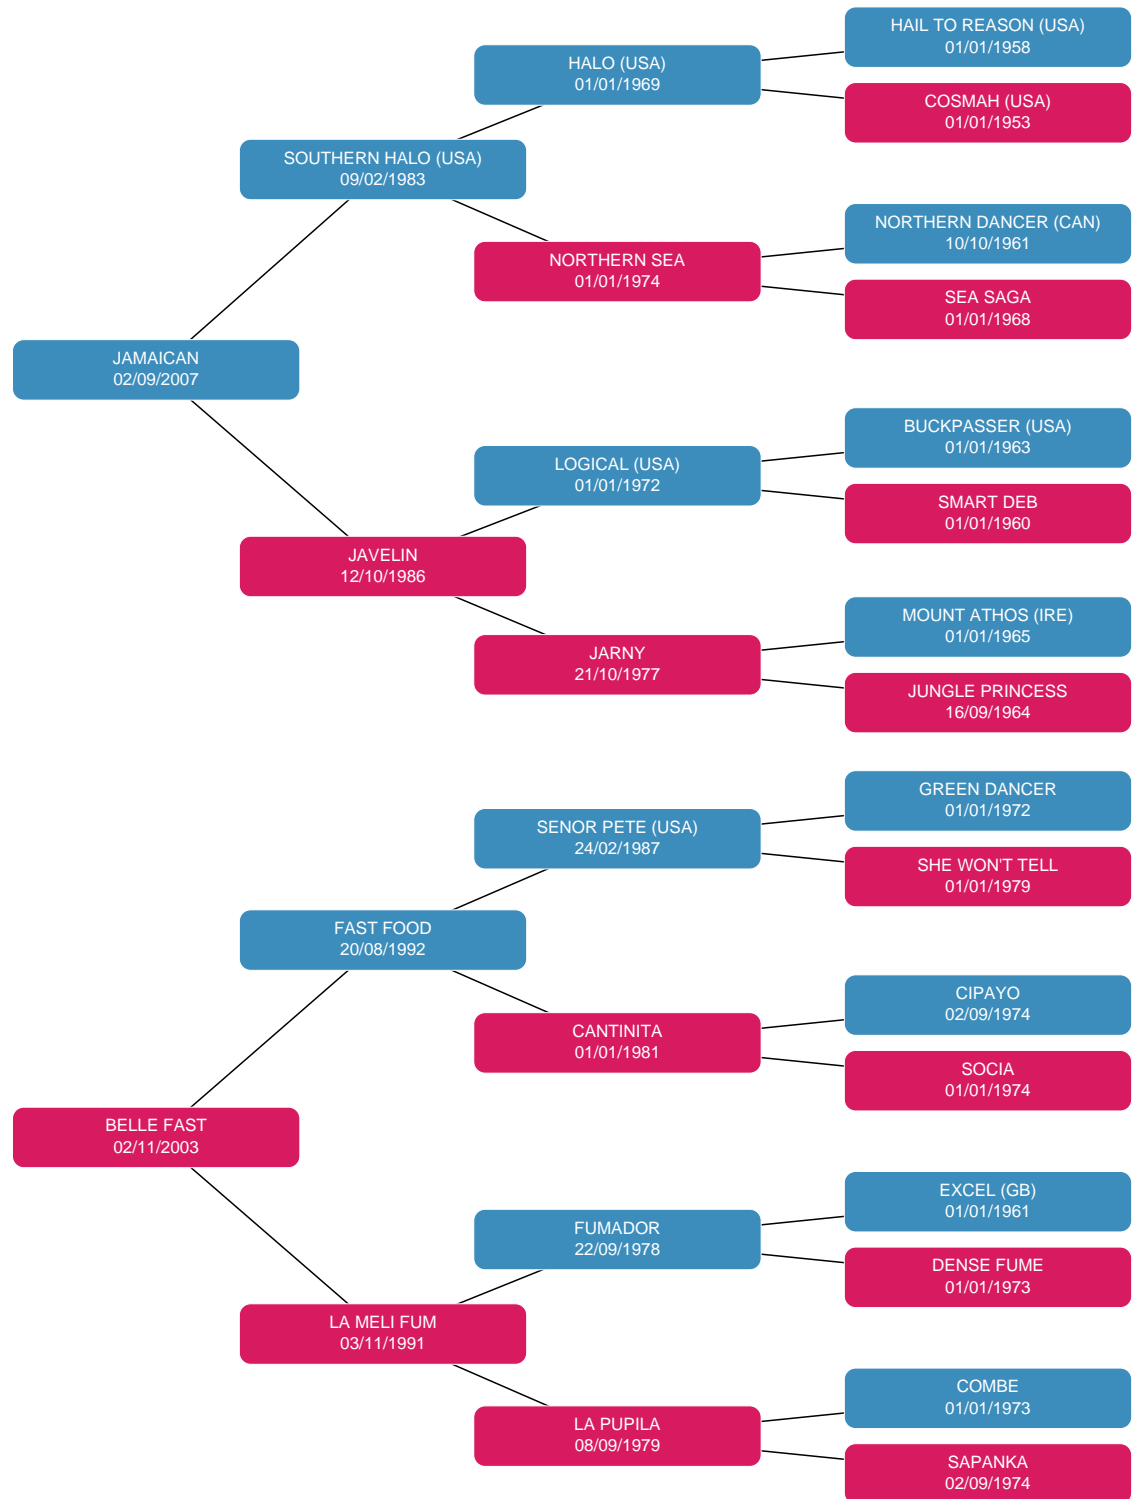 HAIL TO REASON (USA)
01/01/1958
HALO (USA)
01/01/1969
COSMAH (USA)
01/01/1953
SOUTHERN HALO (USA)
09/02/1983
NORTHERN DANCER (CAN)
10/10/1961
NORTHERN SEA
01/01/1974
SEA SAGA
01/01/1968
JAMAICAN
02/09/2007
BUCKPASSER (USA)
01/01/1963
LOGICAL (USA)
01/01/1972
SMART DEB
01/01/1960
JAVELIN
12/10/1986
MOUNT ATHOS (IRE)
01/01/1965
JARNY
21/10/1977
JUNGLE PRINCESS
16/09/1964
GREEN DANCER
01/01/1972
SENOR PETE (USA)
24/02/1987
SHE WON'T TELL
01/01/1979
FAST FOOD
20/08/1992
CIPAYO
02/09/1974
CANTINITA
01/01/1981
SOCIA
01/01/1974
BELLE FAST
02/11/2003
EXCEL (GB)
01/01/1961
FUMADOR
22/09/1978
DENSE FUME
01/01/1973
LA MELI FUM
03/11/1991
COMBE
01/01/1973
LA PUPILA
08/09/1979
SAPANKA
02/09/1974